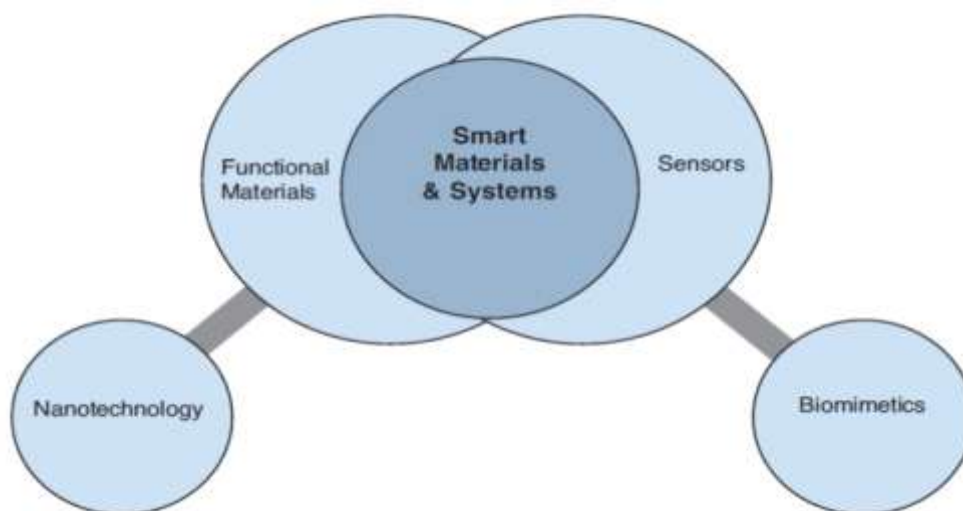 Smart
Materials
& Systems
Functional
Materials
Sensors
Nanotechnology
Biomimetics